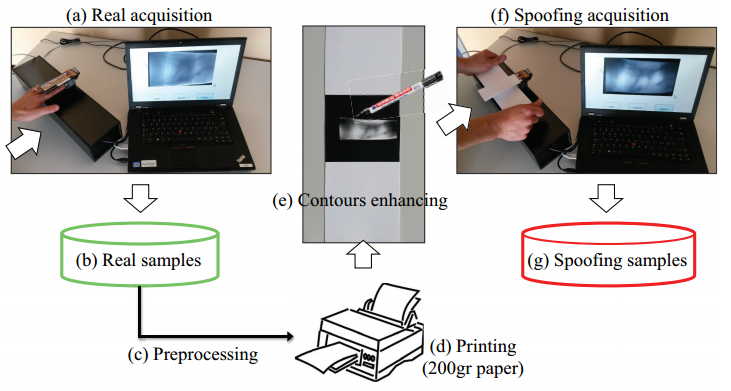 (a) Real acquisition
(f) Spoofing acquisition
(e) Contours enhancing
(b) Real samples
(g) Spoofing samples
(c) Preprocessing
(d) Printing
(200gr paper)